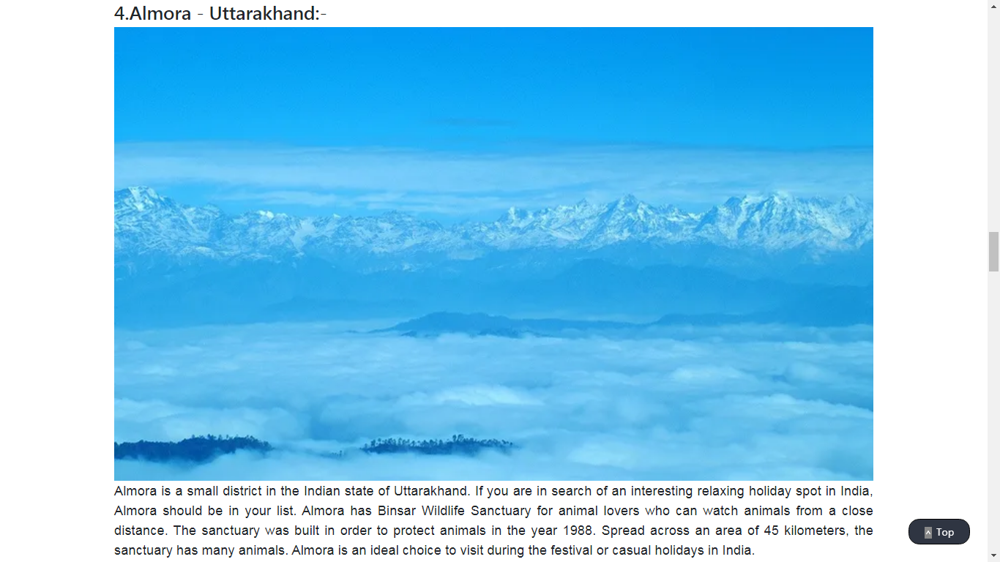 4.Almora - Uttarakhand:-
Almora is a small district in the Indian state of Uttarakhand. If you are in search of an interesting relaxing holiday spot in India,
Almora should be in your list. Almora has Binsar Wildlife Sanctuary for animal lovers who can watch animals from a close
distance. The sanctuary was built in order to protect animals in the year 1988. Spread across an area of 45 kilometers, the
sanctuary has many animals. Almora is an ideal choice to visit during the festival or casual holidays in India.
Top